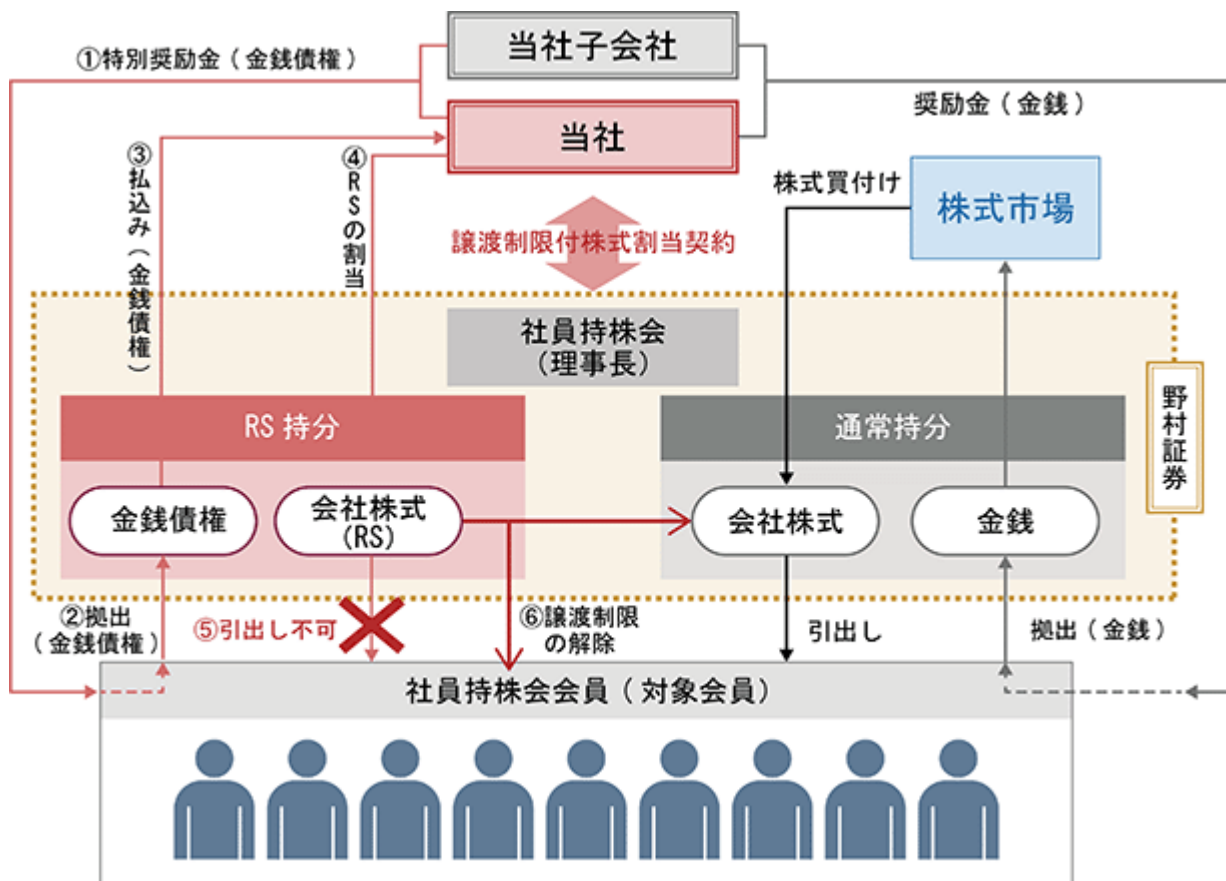 当社子会社
①特別奨励金(金銭債権)
当社
奨励金(金銭)
③払込み(金銭債権)
④RSの割当
株式買付け
株式市場
譲渡制限付株式割当契約
社員持株会
(理事長)
野村証券
RS 持分
通常持分
金銭債権
会社株式
(RS)
会社株式
金銭
②拠出
(金銭債権)
⑤引出し不可
⑥譲渡制限
の解除
引出し
拠出(金銭)
社員持株会会員(対象会員)